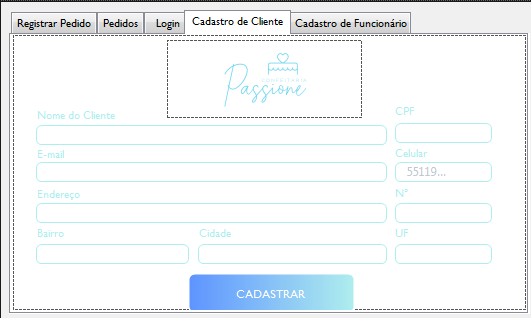 Registrar Pedido Pedidos Login Cadastro de Cliente Cadastro de Funcionário
CONFEITARIA
Passione
Nome do Cliente CPF
E-mail Celular
55119...
Endereço Nº
Bairro Cidade UF
CADASTRAR